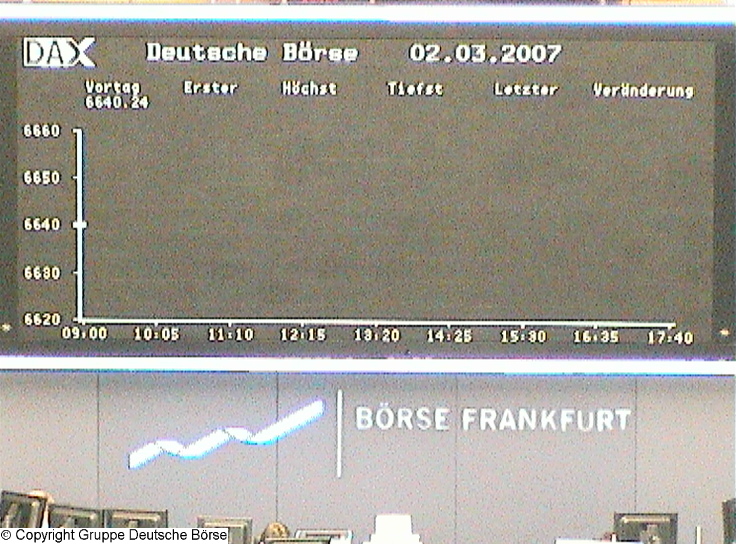 DAX Deutsche Börse 02.03.2007
Vortag Erster Höchst Tiefst Letzter Veränderung
6640.24
6660
6650
6640
6630
6620
09:00 10:05 11:10 12:15 13:20 14:25 15:30 16:35 17:40
BÖRSE FRANKFURT
© Copyright Gruppe Deutsche Börse